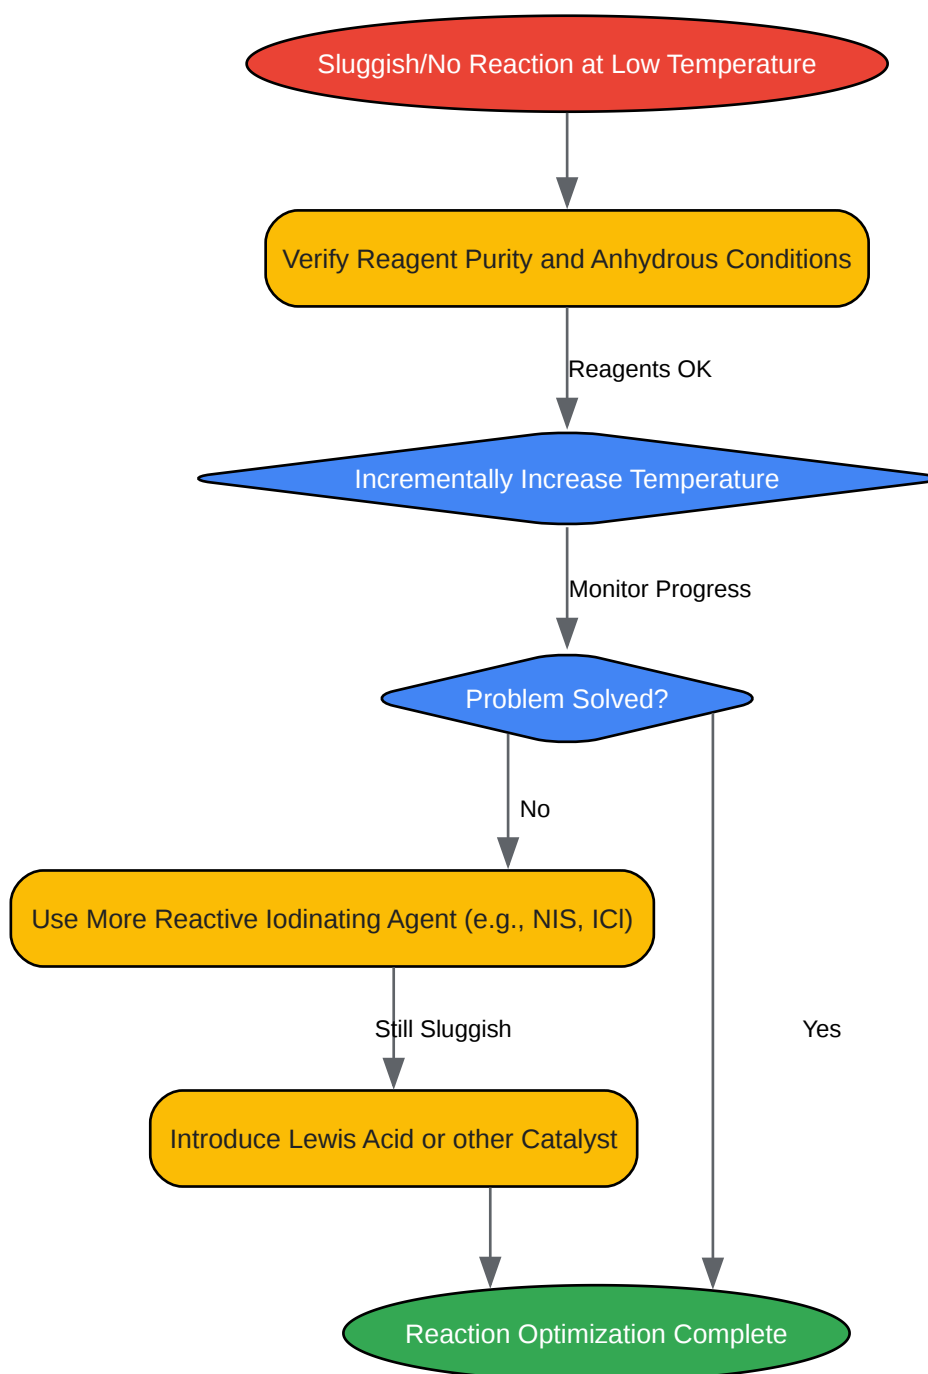 Sluggish/No Reaction at Low Temperature
Verify Reagent Purity and Anhydrous Conditions
Reagents OK
Incrementally Increase Temperature
Monitor Progress
Problem Solved?
No
Use More Reactive Iodinating Agent (e.g., NIS, ICl)
Still Sluggish
Yes
Introduce Lewis Acid or other Catalyst
Reaction Optimization Complete